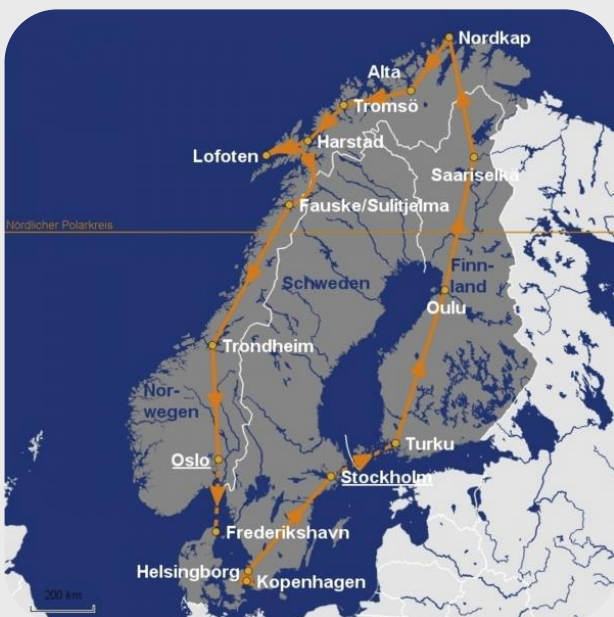 Nordkap
Alta
Tromsö
Harstad
Lofoten
Saariselkä
Fauske/Sulitjelma
Nördlicher Polarkreis
Schweden
Finn-
land
Oulu
Trondheim
Nor-
wegen
Turku
Oslo
Stockholm
Frederikshavn
Helsingborg
Kopenhagen
200 km